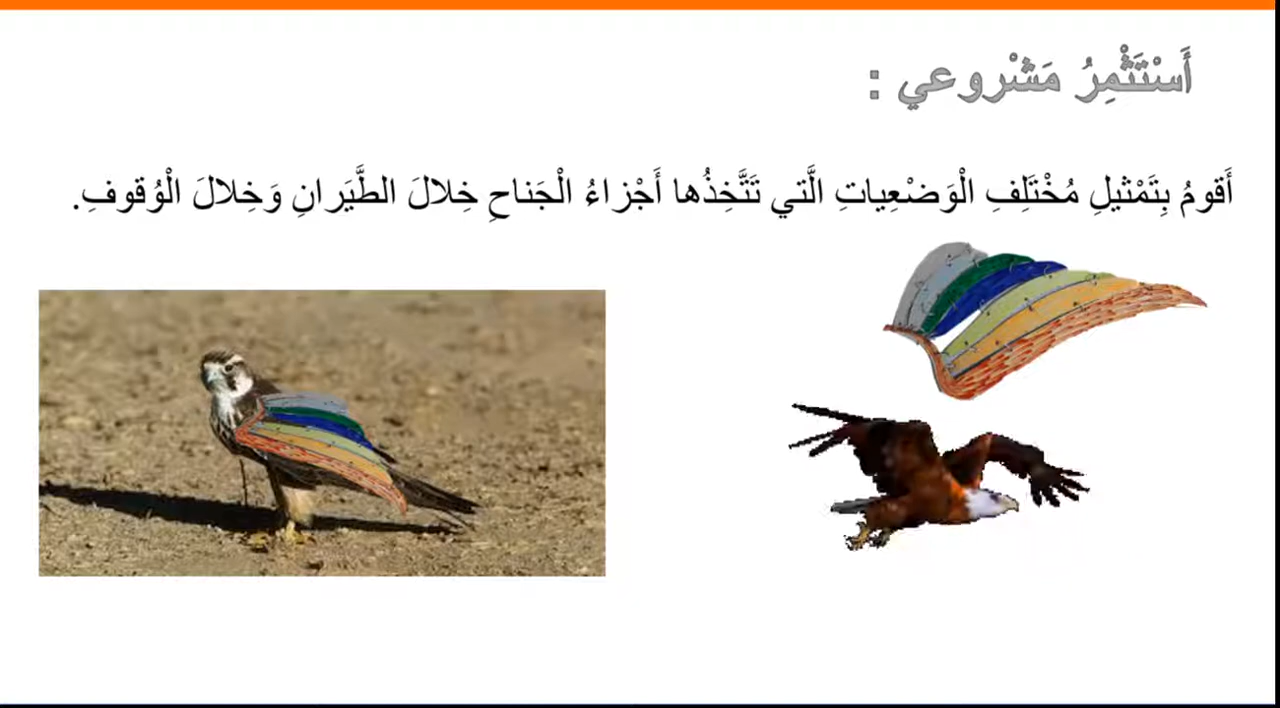 أَسْتَثْمِرُ مَشْروعي :
أَقومُ بِتَمْثيلِ مُخْتَلِفِ الْوَضْعِياتِ الَّتي تَتَّخِذُها أَجْزاءُ الْجَناحِ خِلالَ الطَّيَرانِ وَخِلالَ الْوُقوفِ.